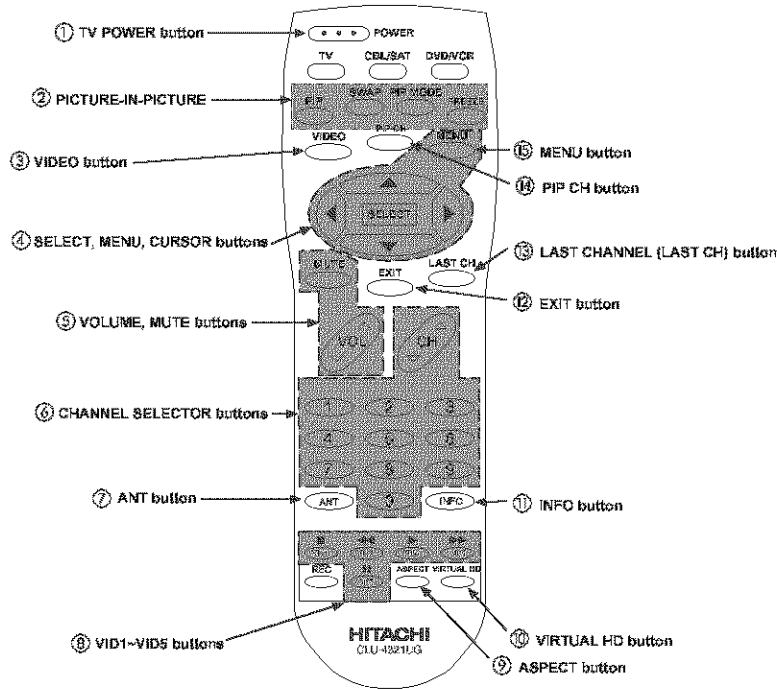 ① TV POWER button
POWER
TV CBL/SAT DVD/VCR
② PICTURE-IN-PICTURE
PIP SWAP PIP MODE FREEZE
VIDEO PIP CH MENU
③ VIDEO button
⑮ MENU button
⑭ PIP CH button
SELECT
④ SELECT, MENU, CURSOR buttons
⑬ LAST CHANNEL (LAST CH) button
MUTE EXIT LAST CH
⑫ EXIT button
⑤ VOLUME, MUTE buttons
VOL CH
1 2 3
⑥ CHANNEL SELECTOR buttons
4 5 6
7 8 9
⑦ ANT button
ANT 0 INFO
⑪ INFO button
REC ASPECT VIRTUAL HD
⑧ VID1~VID5 buttons
HITACHI
CLU-4321UG
⑩ VIRTUAL HD button
⑨ ASPECT button